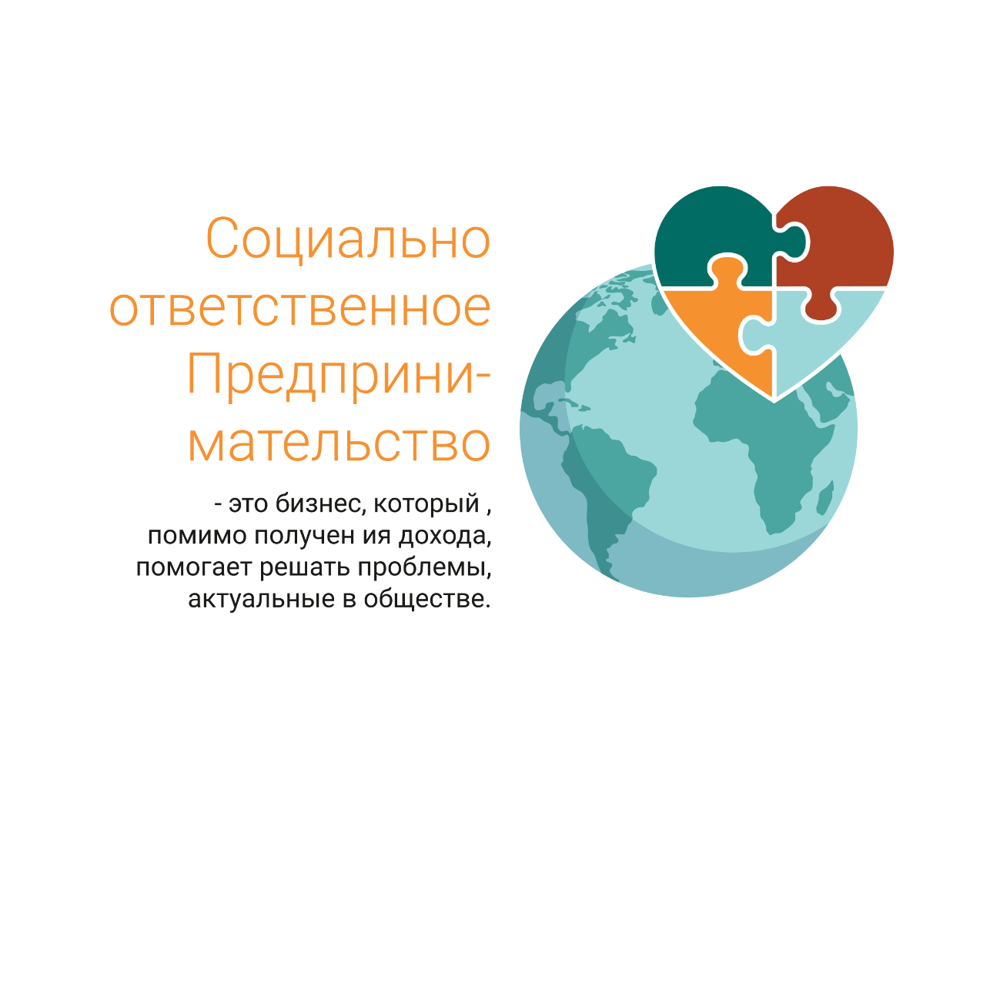 Социально
ответственное
Предприни-
мательство
- это бизнес, который ,
помимо получен ия дохода,
помогает решать проблемы,
актуальные в обществе.